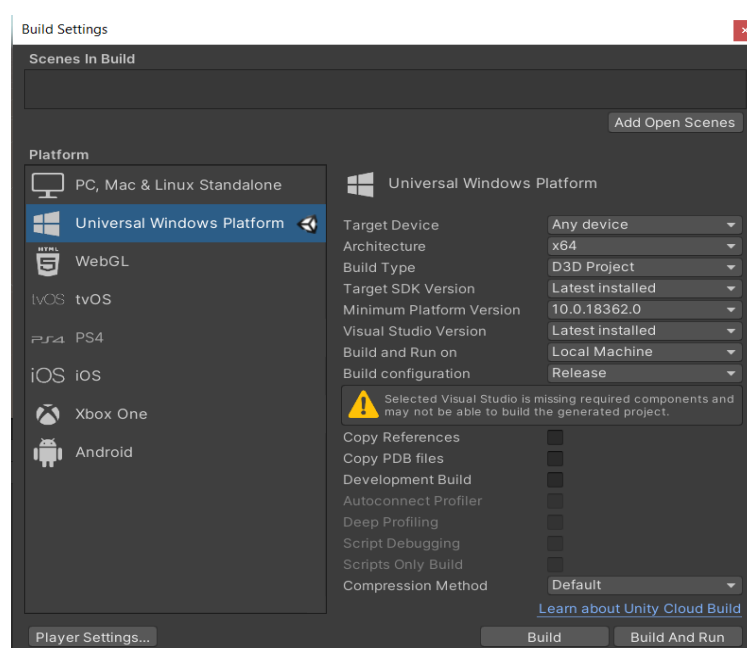 Build Settings
×
Scenes In Build
Add Open Scenes
Platform
PC, Mac & Linux Standalone
Universal Windows Platform
HTML
5
WebGL
tvOS tvOS
PS4 PS4
iOS iOS
Xbox One
Android
Universal Windows Platform
Target Device Any device
Architecture x64
Build Type D3D Project
Target SDK Version Latest installed
Minimum Platform Version 10.0.18362.0
Visual Studio Version Latest installed
Build and Run on Local Machine
Build configuration Release
Selected Visual Studio is missing required components and
may not be able to build the generated project.
Copy References
Copy PDB files
Development Build
Autoconnect Profiler
Deep Profiling
Script Debugging
Scripts Only Build
Compression Method Default
Learn about Unity Cloud Build
Player Settings...
Build
Build And Run